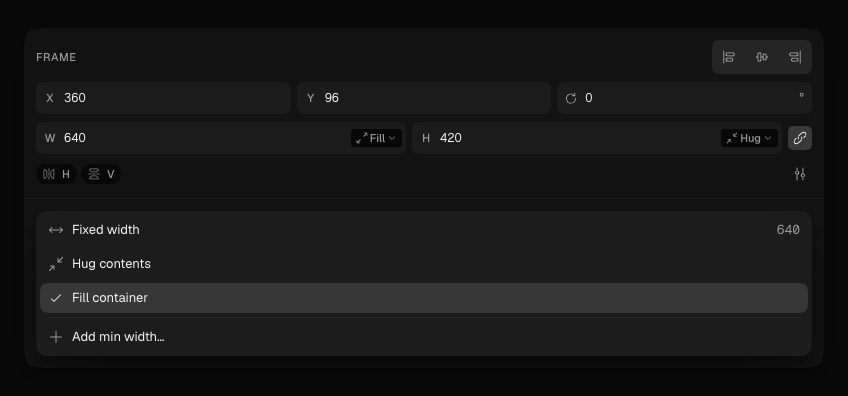 FRAME
X 360 Y 96 0 °
W 640 Fill H 420 Hug
H V
Fixed width 640
Hug contents
Fill container
Add min width...